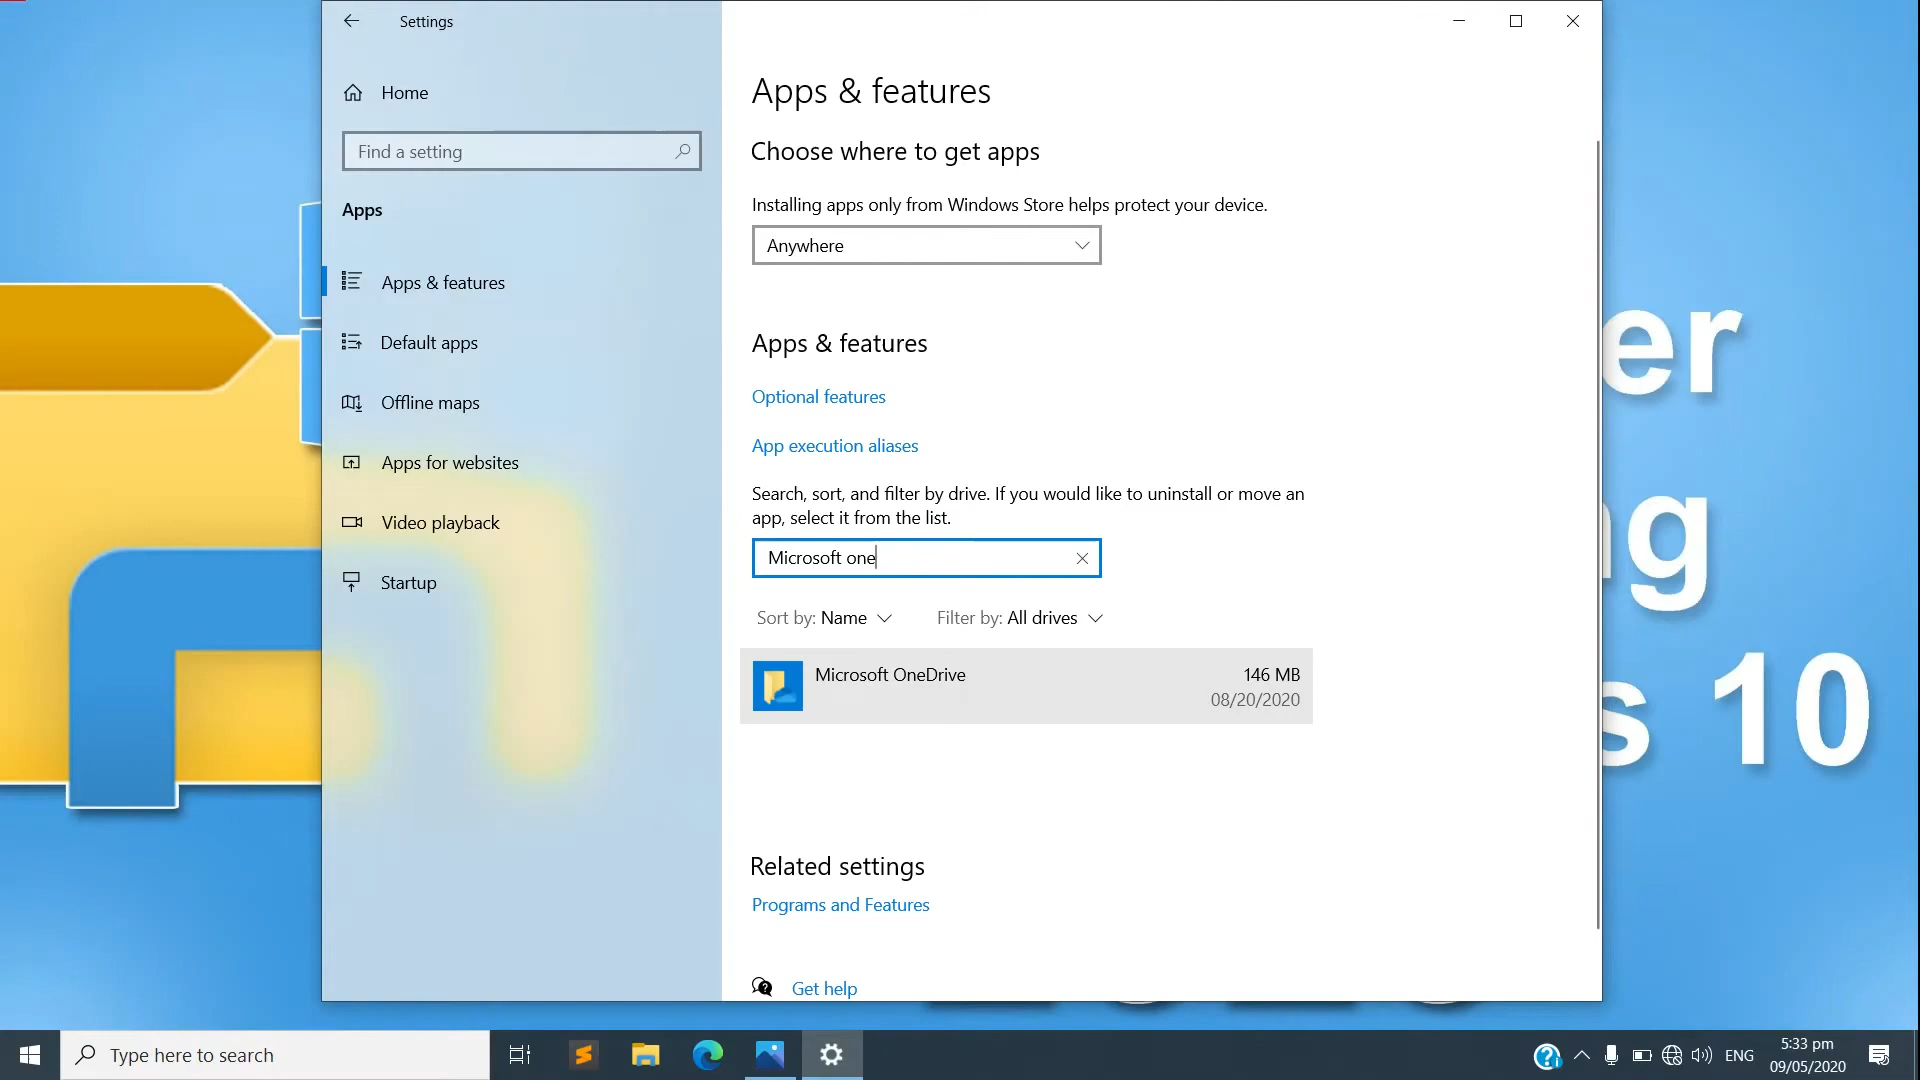 Settings
Home
Find a setting
Apps
Apps & features
Default apps
Offline maps
Apps for websites
Video playback
Startup
Apps & features
Choose where to get apps
Installing apps only from Windows Store helps protect your device.
Anywhere
Apps & features
Optional features
App execution aliases
Search, sort, and filter by drive. If you would like to uninstall or move an
app, select it from the list.
Microsoft one
Sort by: Name
Filter by: All drives
Microsoft OneDrive
146 MB
08/20/2020
Related settings
Programs and Features
Get help
er
ng
s 10
Type here to search
ENG
5:33 pm
09/05/2020